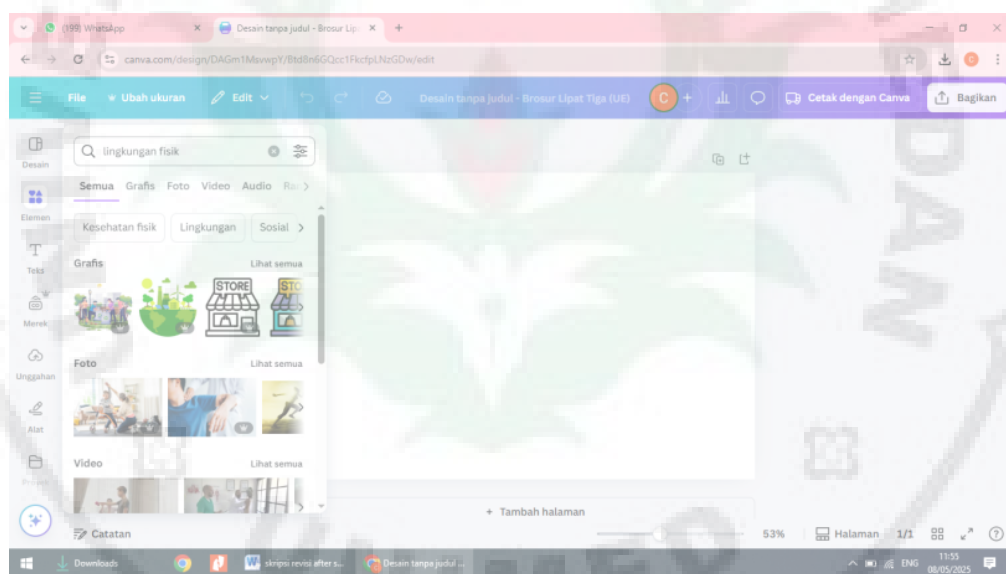 (199) WhatsApp
Desain tanpa judul - Brosur Lip
canva.com/design/DAGm1MsvwpY/Btd8n6GQcc1FkcfpLNzGDw/edit
File
Ubah ukuran
Edit
Desain tanpa judul - Brosur Lipat Tiga (UE)
C
+
Cetak dengan Canva
Bagikan
Desain
Elemen
Teks
Merek
Unggahan
Alat
Proyek
lingkungan fisik
Semua Grafis Foto Video Audio
Kesehatan fisik Lingkungan Sosial
Grafis Lihat semua
STORE
STO
Foto Lihat semua
Video Lihat semua
+ Tambah halaman
Catatan
53%
Halaman 1/1
Downloads
skripsi revisi after s...
Desain tanpa judul ...
ENG
11:55
08/05/2025
DAN